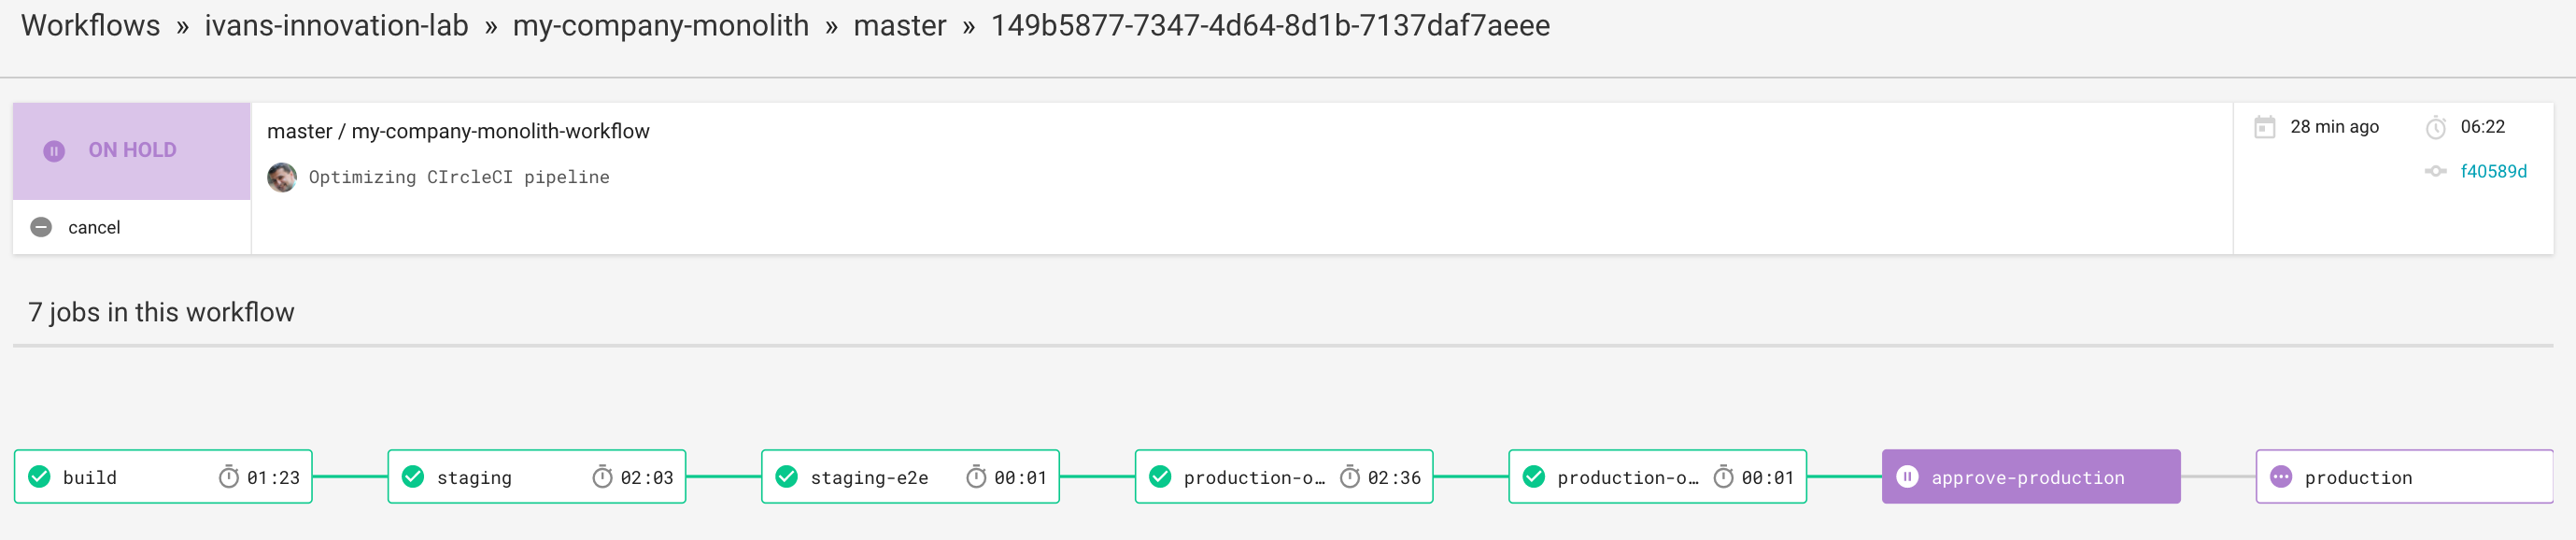 Workflows » ivans-innovation-lab » my-company-monolith » master » 149b5877-7347-4d64-8d1b-7137daf7aeee
ON HOLD
cancel
master / my-company-monolith-workflow
Optimizing CIrcleCI pipeline
28 min ago 06:22
f40589d
7 jobs in this workflow
build 01:23
staging 02:03
staging-e2e 00:01
production-o… 02:36
production-o… 00:01
approve-production
production